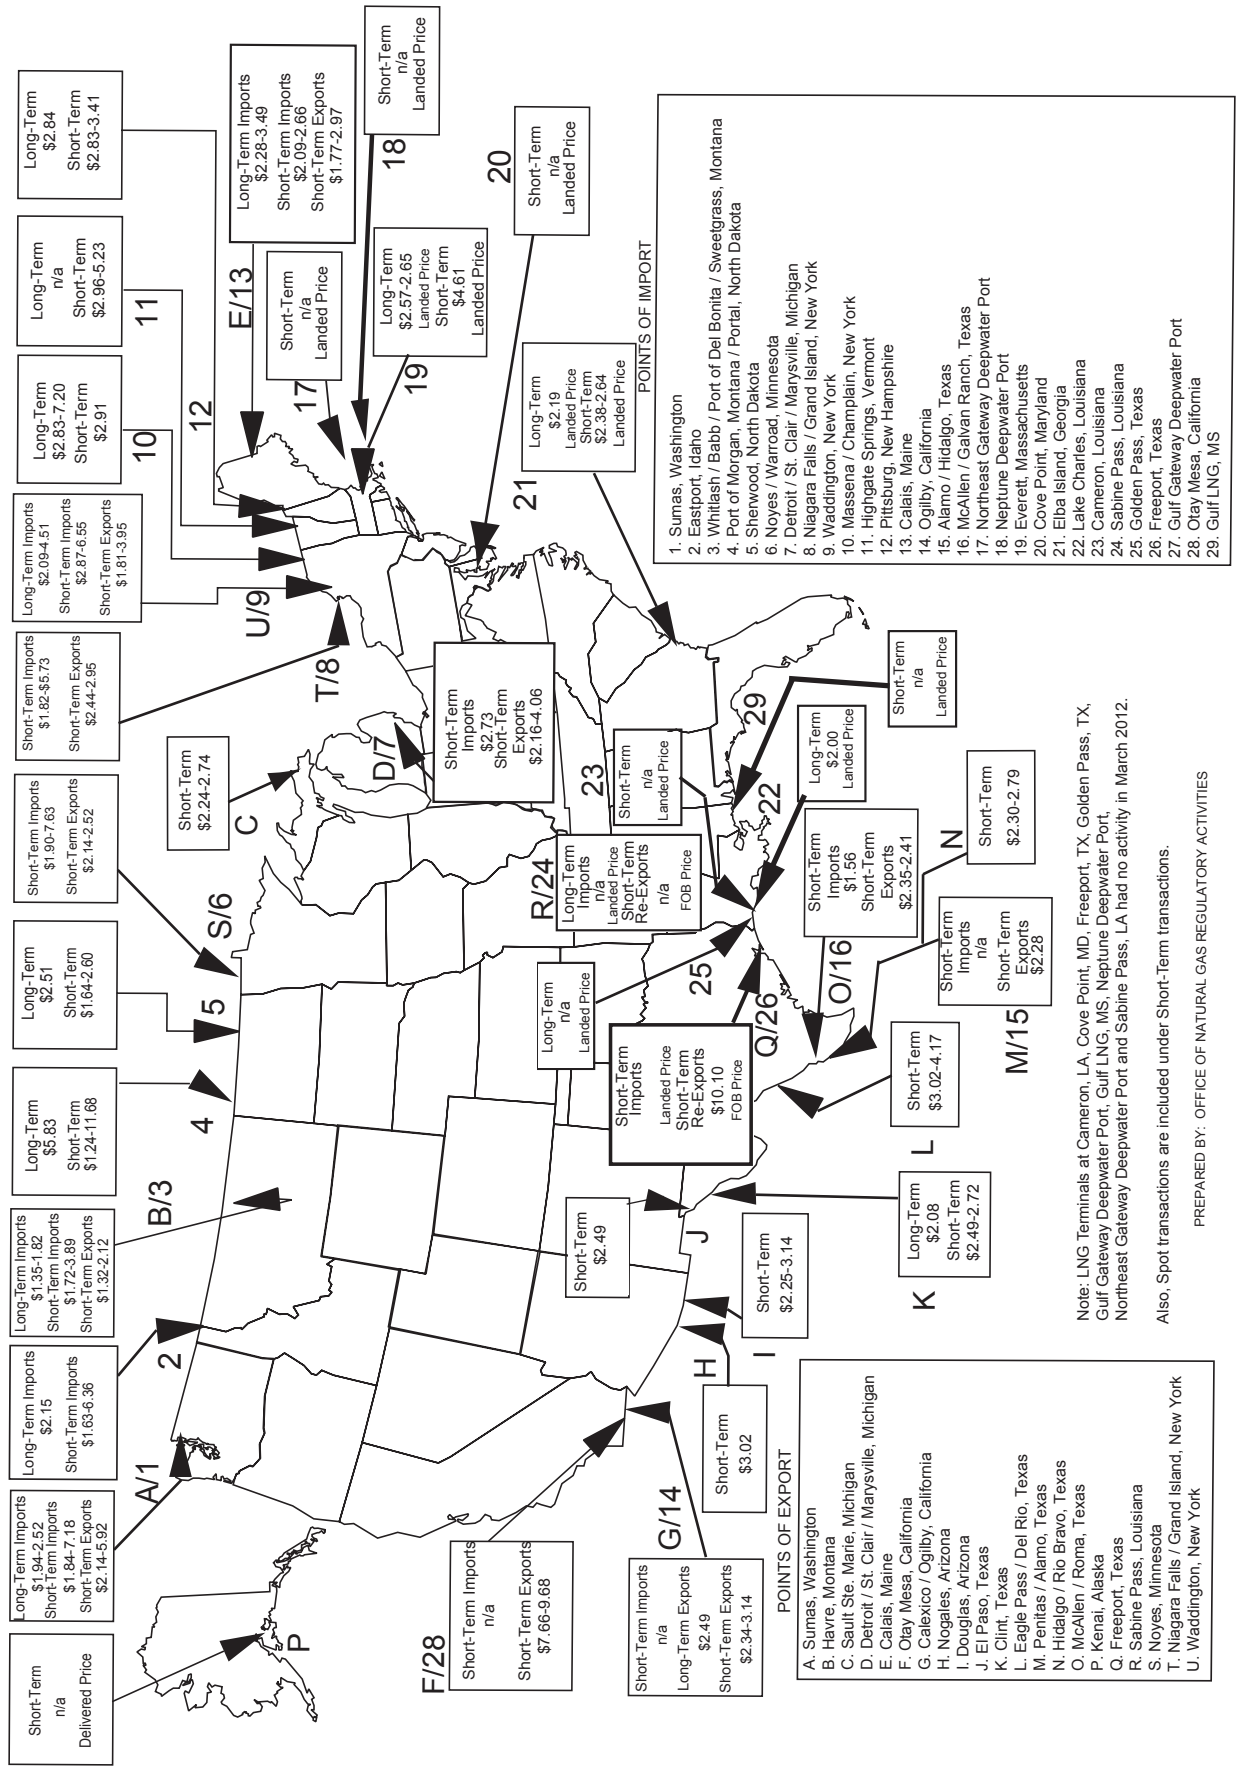 Short-Term
n/a
Delivered Price
P
Long-Term Imports
$1.94-2.52
Short-Term Imports
$1.84-7.18
Short-Term Exports
$2.14-5.92
A/1
Long-Term Imports
$2.15
Short-Term Imports
$1.63-6.36
2
Long-Term Imports
$1.35-1.82
Short-Term Imports
$1.72-3.89
Short-Term Exports
$1.32-2.12
B/3
Long-Term
$5.83
Short-Term
$1.24-11.68
4
Long-Term
$2.51
Short-Term
$1.64-2.60
5
Short-Term Imports
$1.90-7.63
Short-Term Exports
$2.14-2.52
S/6
Short-Term
$2.24-2.74
C
Short-Term Imports
$1.82-$5.73
Short-Term Exports
$2.44-2.95
T/8
Long-Term Imports
$2.09-4.51
Short-Term Imports
$2.87-6.55
Short-Term Exports
$1.81-3.95
U/9
Long-Term
$2.83-7.20
Short-Term
$2.91
10
Long-Term
n/a
Short-Term
$2.96-5.23
11
Long-Term
$2.84
Short-Term
$2.83-3.41
12
Long-Term Imports
$2.28-3.49
Short-Term Imports
$2.09-2.66
Short-Term Exports
$1.77-2.97
E/13
Short-Term
n/a
Landed Price
17
Short-Term
n/a
Landed Price
18
Long-Term
$2.57-2.65
Landed Price
Short-Term
$4.61
Landed Price
19
Short-Term
n/a
Landed Price
20
Long-Term
$2.19
Landed Price
Short-Term
$2.38-2.64
Landed Price
21
Short-Term
Imports
$2.73
Short-Term
Exports
$2.16-4.06
D/7
Short-Term
n/a
Landed Price
23
Long-Term
Imports
n/a
Landed Price
Short-Term
Re-Exports
n/a
FOB Price
R/24
Long-Term
n/a
Landed Price
25
Short-Term
Imports
Landed Price
Short-Term
Re-Exports
$10.10
FOB Price
Q/26
Short-Term
n/a
Landed Price
29
Long-Term
$2.00
Landed Price
22
Short-Term
Imports
$1.56
Short-Term
Exports
$2.35-2.41
O/16
Short-Term
$2.30-2.79
N
Short-Term
Imports
n/a
Short-Term
Exports
$2.28
M/15
Short-Term
$3.02-4.17
L
Long-Term
$2.08
Short-Term
$2.49-2.72
K
Short-Term
$2.49
J
Short-Term
$2.25-3.14
I
Short-Term
$3.02
H
Short-Term Imports
n/a
Long-Term Exports
$2.49
Short-Term Exports
$2.34-3.14
G/14
Short-Term Imports
n/a
Short-Term Exports
$7.66-9.68
F/28
POINTS OF EXPORT
A. Sumas, Washington
B. Havre, Montana
C. Sault Ste. Marie, Michigan
D. Detroit / St. Clair / Marysville, Michigan
E. Calais, Maine
F. Otay Mesa, California
G. Calexico / Ogilby, California
H. Nogales, Arizona
I. Douglas, Arizona
J. El Paso, Texas
K. Clint, Texas
L. Eagle Pass / Del Rio, Texas
M. Penitas / Alamo, Texas
N. Hidalgo / Rio Bravo, Texas
O. McAllen / Roma, Texas
P. Kenai, Alaska
Q. Freeport, Texas
R. Sabine Pass, Louisiana
S. Noyes, Minnesota
T. Niagara Falls / Grand Island, New York
U. Waddington, New York
POINTS OF IMPORT
1. Sumas, Washington
2. Eastport, Idaho
3. Whitlash / Babb / Port of Del Bonita / Sweetgrass, Montana
4. Port of Morgan, Montana / Portal, North Dakota
5. Sherwood, North Dakota
6. Noyes / Warroad, Minnesota
7. Detroit / St. Clair / Marysville, Michigan
8. Niagara Falls / Grand Island, New York
9. Waddington, New York
10. Massena / Champlain, New York
11. Highgate Springs, Vermont
12. Pittsburg, New Hampshire
13. Calais, Maine
14. Ogilby, California
15. Alamo / Hidalgo, Texas
16. McAllen / Galvan Ranch, Texas
17. Northeast Gateway Deepwater Port
18. Neptune Deepwater Port
19. Everett, Massachusetts
20. Cove Point, Maryland
21. Elba Island, Georgia
22. Lake Charles, Louisiana
23. Cameron, Louisiana
24. Sabine Pass, Louisiana
25. Golden Pass, Texas
26. Freeport, Texas
27. Gulf Gateway Deepwater Port
28. Otay Mesa, California
29. Gulf LNG, MS
Note: LNG Terminals at Cameron, LA, Cove Point, MD, Freeport, TX, Golden Pass, TX,
Gulf Gateway Deepwater Port, Gulf LNG, MS, Neptune Deepwater Port,
Northeast Gateway Deepwater Port and Sabine Pass, LA had no activity in March 2012.
Also, Spot transactions are included under Short-Term transactions.
PREPARED BY: OFFICE OF NATURAL GAS REGULATORY ACTIVITIES